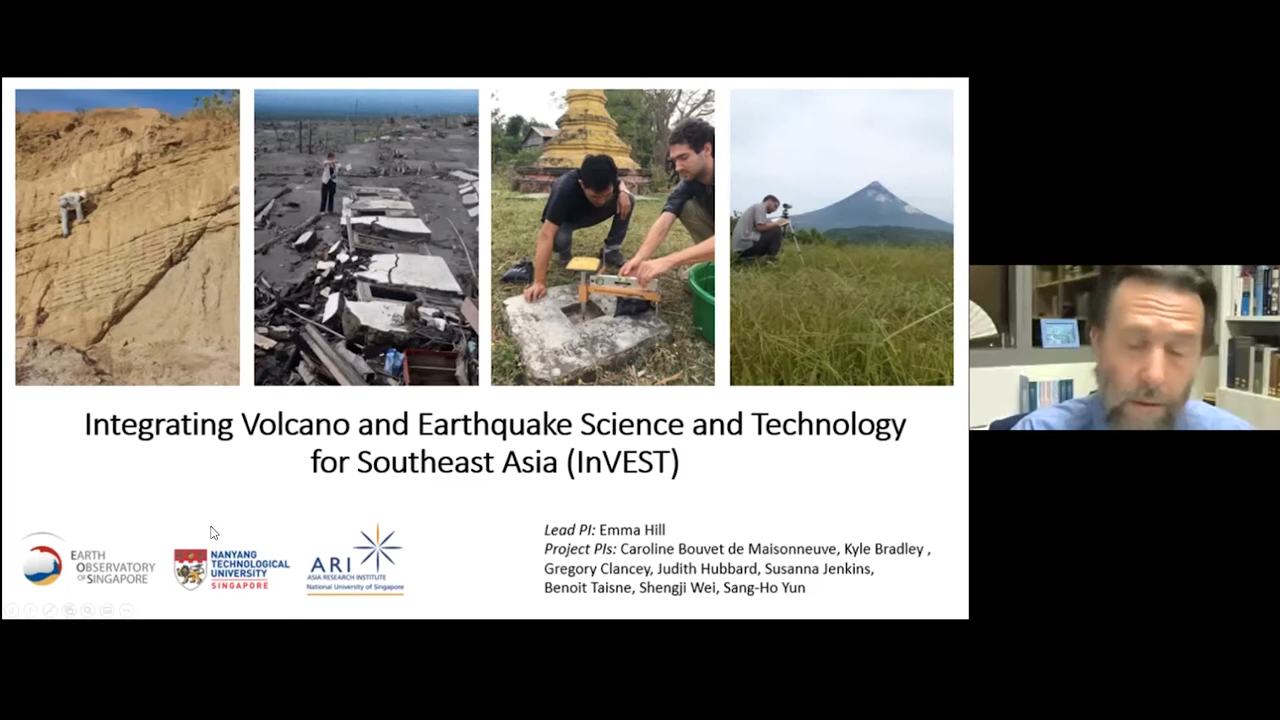 Integrating Volcano and Earthquake Science and Technology
for Southeast Asia (InVEST)
EARTH
OBSERVATORY
OF SINGAPORE
NANYANG
TECHNOLOGICAL
UNIVERSITY
SINGAPORE
ARI
ASIA RESEARCH INSTITUTE
National University of Singapore
Lead PI: Emma Hill
Project PIs: Caroline Bouvet de Maisonneuve, Kyle Bradley ,
Gregory Clancey, Judith Hubbard, Susanna Jenkins,
Benoit Taisne, Shengji Wei, Sang-Ho Yun